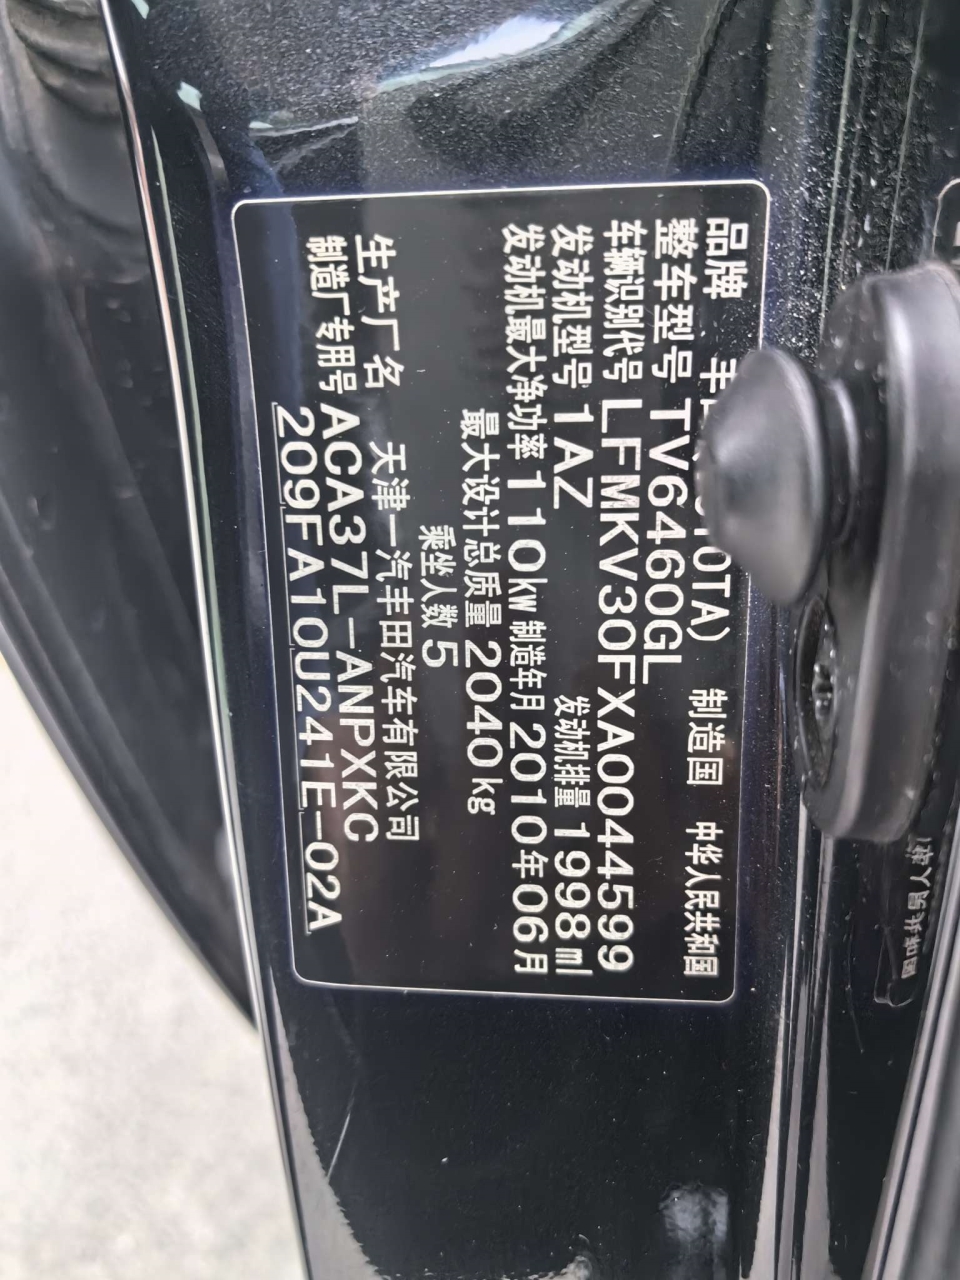 品牌 丰 OTA) 制造国 中华人民共和国
整车型号 TV6460GL
车辆识别代号 LFMKV30FXA0044599
发动机型号 1AZ 发动机排量 1998ml
发动机最大净功率 110kw 制造年月 2010年06月
最大设计总质量 2040kg
乘坐人数 5
生产厂名 天津一汽丰田汽车有限公司
制造厂专用号 ACA37L-ANPXKC
209FA10U241E-02A